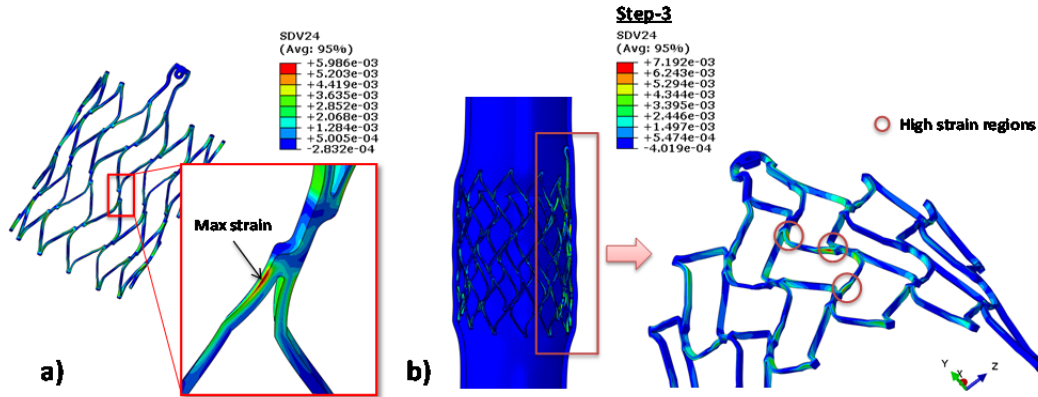 SDV24
(Avg: 95%)
+5.986e-03
+5.203e-03
+4.419e-03
+3.635e-03
+2.852e-03
+2.068e-03
+1.284e-03
+5.005e-04
-2.832e-04
Max strain
a)
Step-3
SDV24
(Avg: 95%)
+7.192e-03
+6.243e-03
+5.294e-03
+4.344e-03
+3.395e-03
+2.446e-03
+1.497e-03
+5.474e-04
-4.019e-04
High strain regions
b)
Y
X
Z